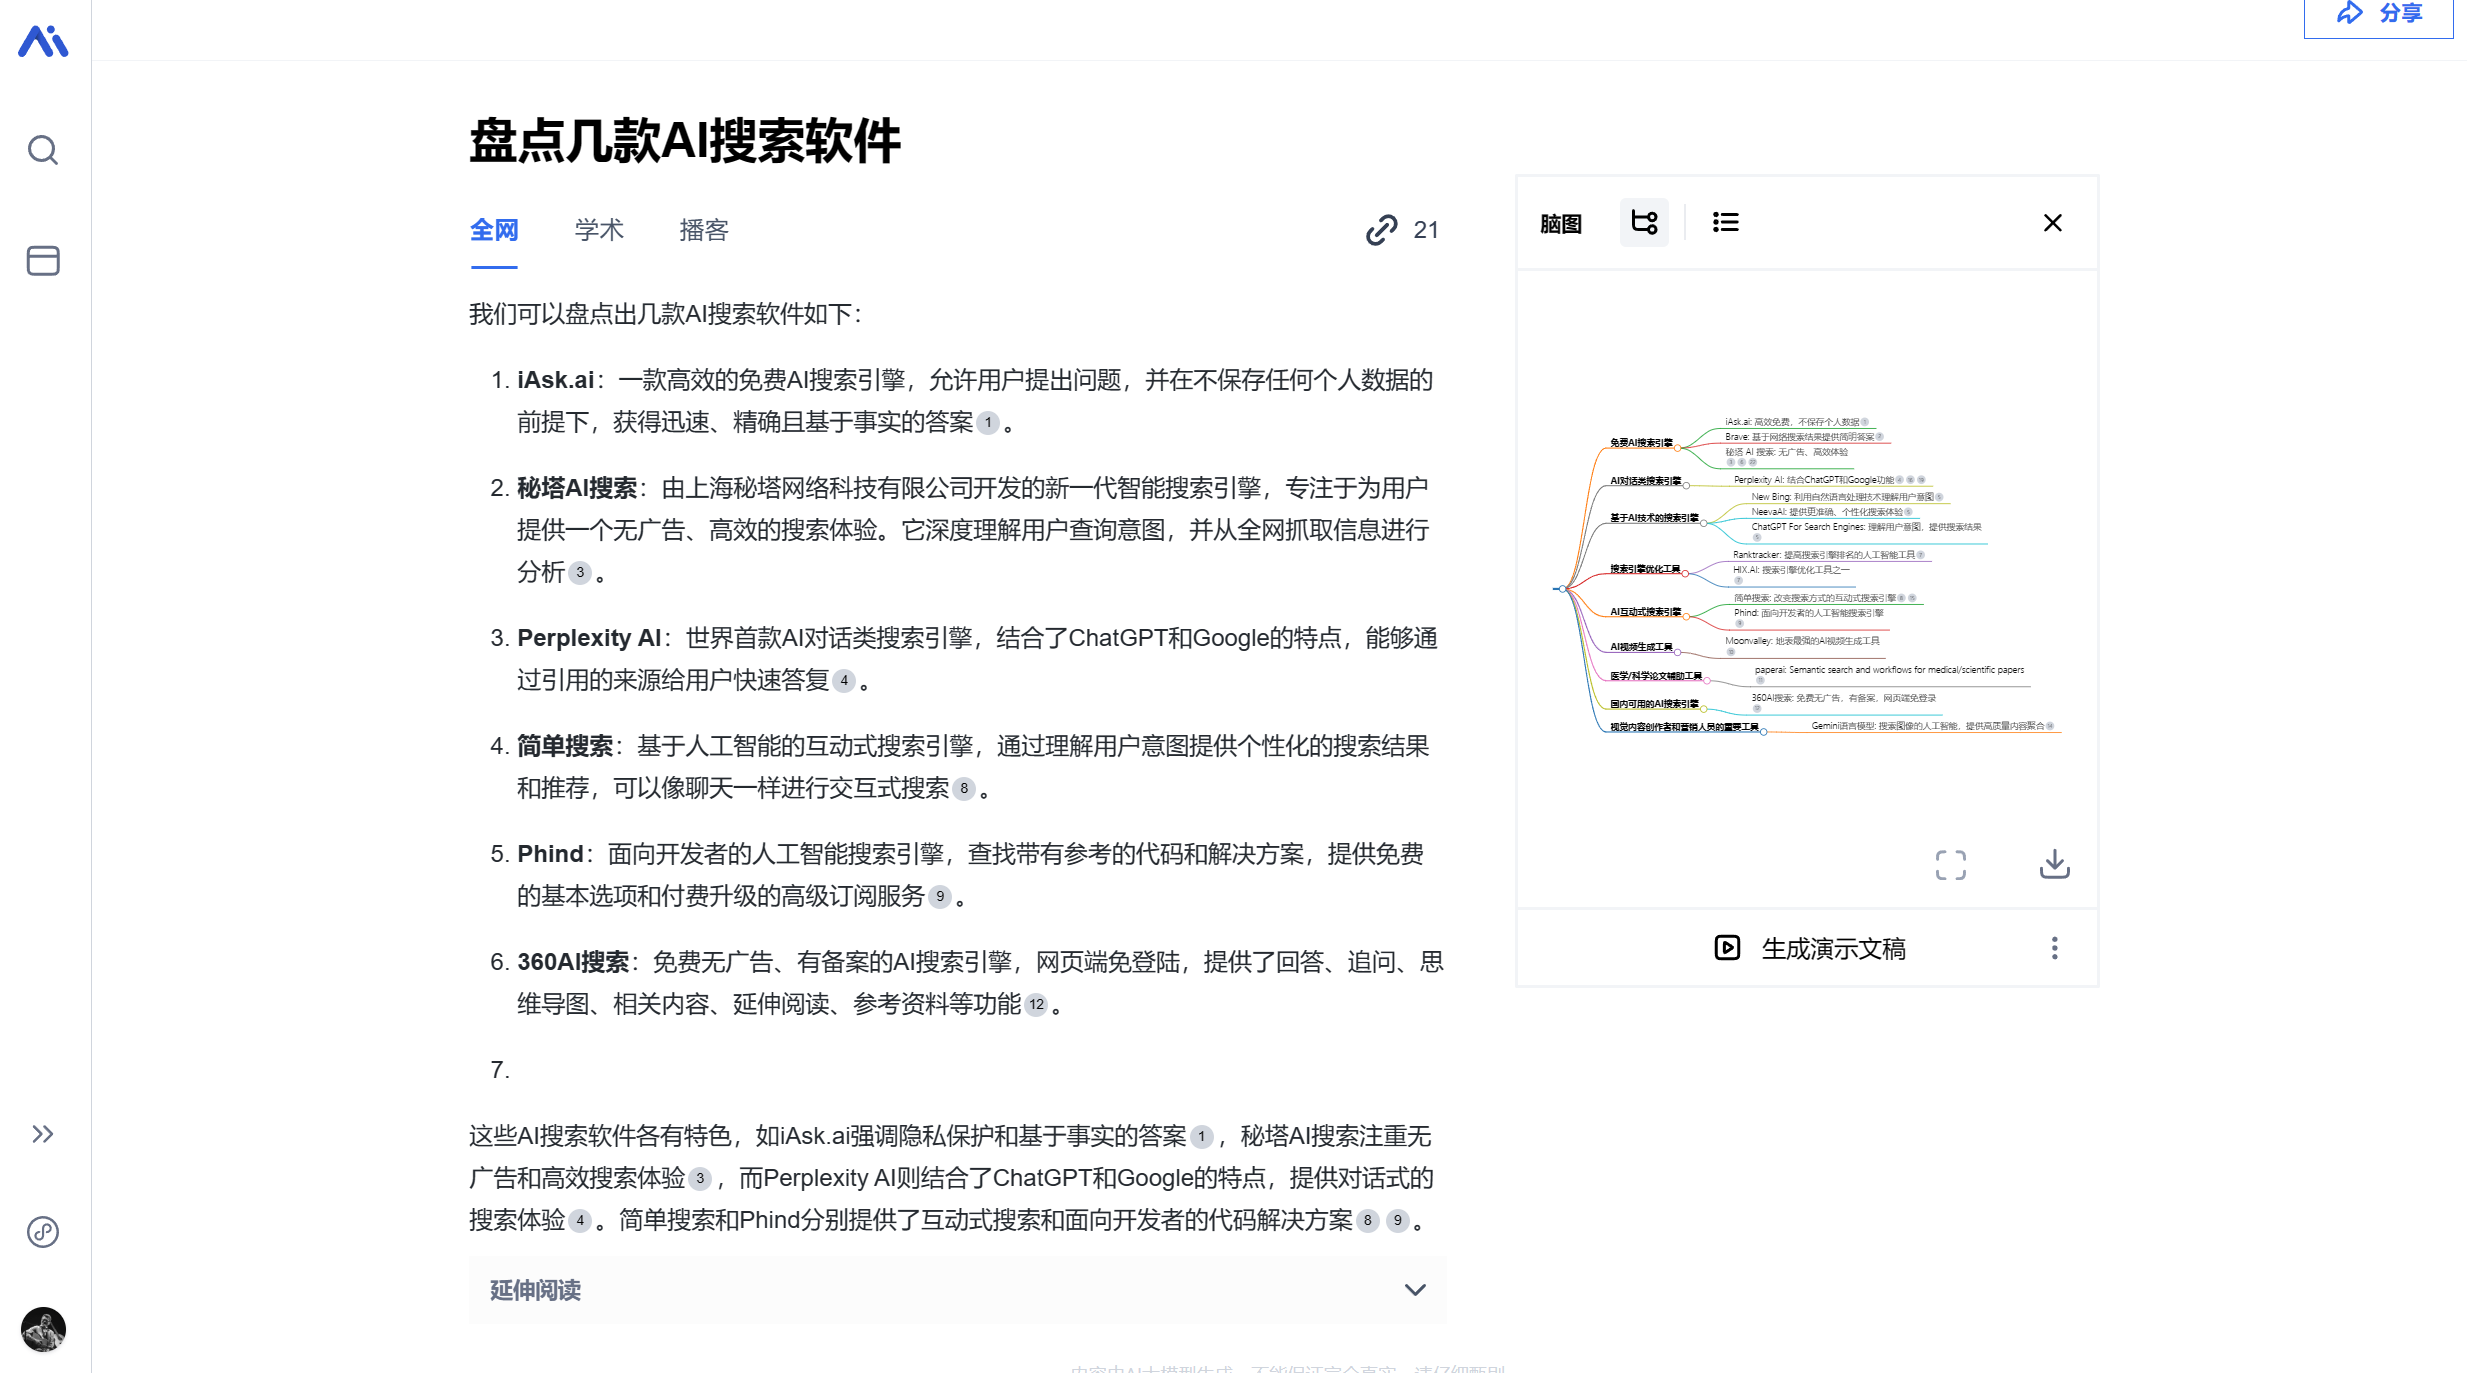 分享
盘点几款AI搜索软件
全网 学术 播客 21
我们可以盘点出几款AI搜索软件如下：
1. iAsk.ai：一款高效的免费AI搜索引擎，允许用户提出问题，并在不保存任何个人数据的
前提下，获得迅速、精确且基于事实的答案 1 。
2. 秘塔AI搜索：由上海秘塔网络科技有限公司开发的新一代智能搜索引擎，专注于为用户
提供一个无广告、高效的搜索体验。它深度理解用户查询意图，并从全网抓取信息进行
分析 3 。
3. Perplexity AI：世界首款AI对话类搜索引擎，结合了ChatGPT和Google的特点，能够通
过引用的来源给用户快速答复 4 。
4. 简单搜索：基于人工智能的互动式搜索引擎，通过理解用户意图提供个性化的搜索结果
和推荐，可以像聊天一样进行交互式搜索 8 。
5. Phind：面向开发者的人工智能搜索引擎，查找带有参考的代码和解决方案，提供免费
的基本选项和付费升级的高级订阅服务 9 。
6. 360AI搜索：免费无广告、有备案的AI搜索引擎，网页端免登陆，提供了回答、追问、思
维导图、相关内容、延伸阅读、参考资料等功能 12 。
7.
这些AI搜索软件各有特色，如iAsk.ai强调隐私保护和基于事实的答案 1 ，秘塔AI搜索注重无
广告和高效搜索体验 3 ，而Perplexity AI则结合了ChatGPT和Google的特点，提供对话式的
搜索体验 4 。简单搜索和Phind分别提供了互动式搜索和面向开发者的代码解决方案 8 9 。
延伸阅读
脑图
免费AI搜索引擎
iAsk.ai: 高效免费，不保存个人数据
Brave: 基于网络搜索结果提供简明答案
秘塔 AI 搜索: 无广告、高效体验
AI对话类搜索引擎
Perplexity AI: 结合ChatGPT和Google功能
基于AI技术的搜索引擎
New Bing: 利用自然语言处理技术理解用户意图
NeevaAI: 提供更准确、个性化搜索体验
ChatGPT For Search Engines: 理解用户意图，提供搜索结果
搜索引擎优化工具
Ranktracker: 提高搜索引擎排名的人工智能工具
HIX.AI: 搜索引擎优化工具之一
AI互动式搜索引擎
简单搜索: 改变搜索方式的互动式搜索引擎
Phind: 面向开发者的人工智能搜索引擎
AI视频生成工具
Moonvalley: 地表最强的AI视频生成工具
医学/科学论文辅助工具
paperai: Semantic search and workflows for medical/scientific papers
国内可用的AI搜索引擎
360AI搜索: 免费无广告，有备案，网页端免登录
视觉内容创作者和营销人员的重要工具
Gemini语言模型: 搜索图像的人工智能，提供高质量内容聚合
生成演示文稿
内容由AI大模型生成，不能保证完全真实，请仔细甄别